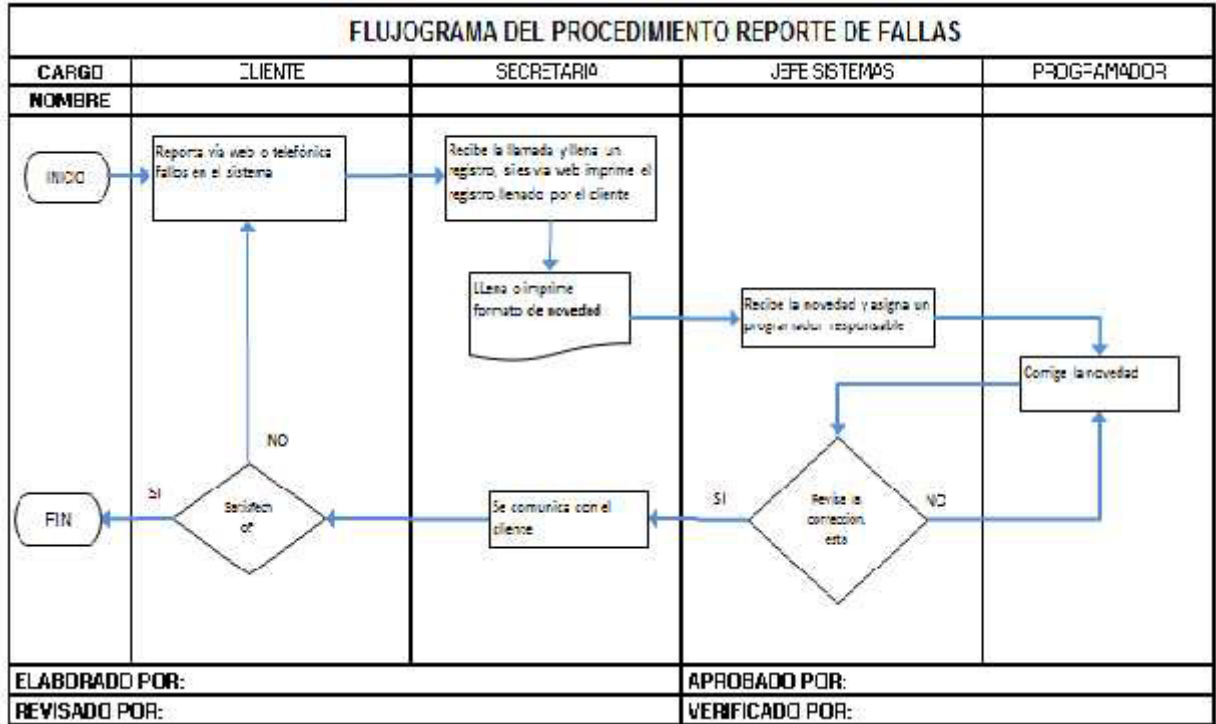 FLUJOGRAMA DEL PROCEDIMIENTO REPORTE DE FALLAS
CARGO
CLIENTE
SECRETARIA
JEFE SISTEMAS
PROGRAMADOR
NOMBRE
INICIO
Reporta vía web o telefónica
fallos en el sistema
Recibe la llamada y llena un
registro, si es via web imprime el
registro llenado por el cliente
LLena o imprime
formato de novedad
Recibe la novedad y asigna un
programador responsable
Corrige la novedad
NO
SI
FIN
Satisfech
o?
Se comunica con el
cliente
SI
Revisa la
corrección,
esta
NO
ELABORADO POR:
APROBADO POR:
REVISADO POR:
VERIFICADO POR: